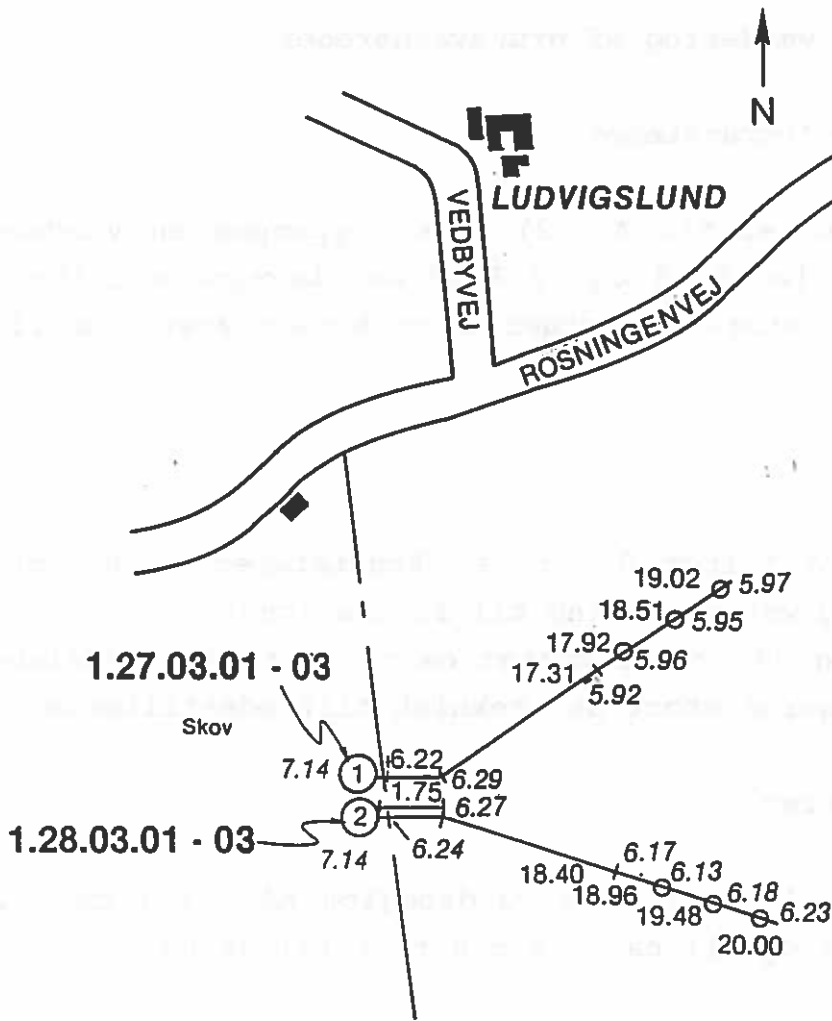 N
LUDVIGSLUND
VEDBYVEJ
ROSNINGENVEJ
19.02 5.97
18.51 5.95
17.92 5.96
17.31 5.92
1.27.03.01 - 03
Skov
7.14 1 6.22 6.29
1.75
2 6.27
1.28.03.01 - 03
7.14 6.24
6.17
18.40
6.13
18.96
6.18
19.48
6.23
20.00